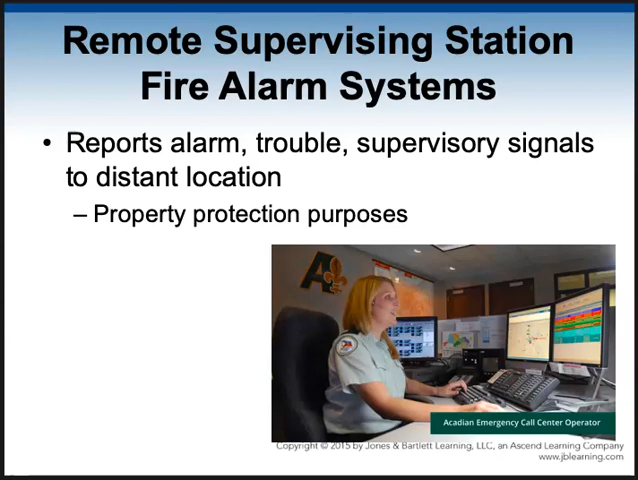 Remote Supervising Station
Fire Alarm Systems
• Reports alarm, trouble, supervisory signals
to distant location
– Property protection purposes
A
Acadian Emergency Call Center Operator
Copyright © 2015 by Jones & Bartlett Learning, LLC, an Ascend Learning Company
www.jblearning.com